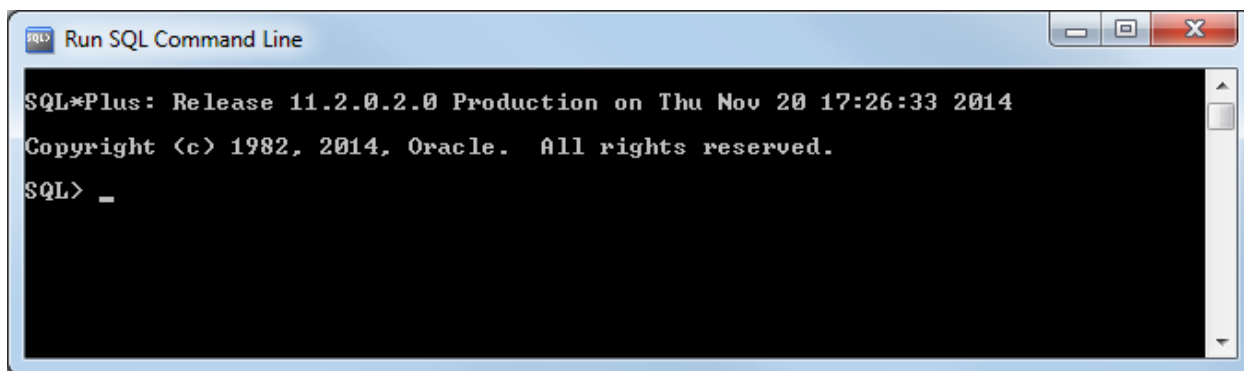 Run SQL Command Line
SQL*Plus: Release 11.2.0.2.0 Production on Thu Nov 20 17:26:33 2014
Copyright (c) 1982, 2014, Oracle.  All rights reserved.
SQL> _